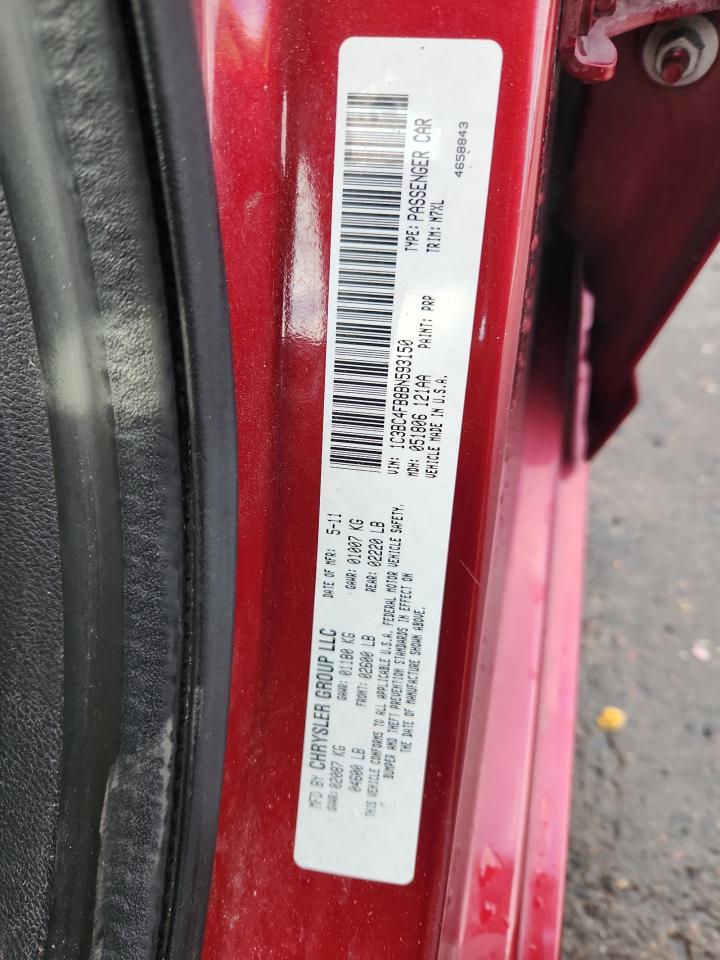 MFD BY CHRYSLER GROUP LLC
DATE OF MFR: 5-11
GVWR: 02087 KG
GAWR: 01180 KG
GAWR: 01007 KG
04600 LB
FRONT: 02600 LB
REAR: 02220 LB
THIS VEHICLE CONFORMS TO ALL APPLICABLE U.S.A. FEDERAL MOTOR VEHICLE SAFETY,
BUMPER AND THEFT PREVENTION STANDARDS IN EFFECT ON
THE DATE OF MANUFACTURE SHOWN ABOVE.
VIN: 1C3BC4FB8BN593150
TYPE: PASSENGER CAR
MDH: 051806 121AA
PAINT: PRP
TRIM: M7XL
VEHICLE MADE IN U.S.A.
4658843